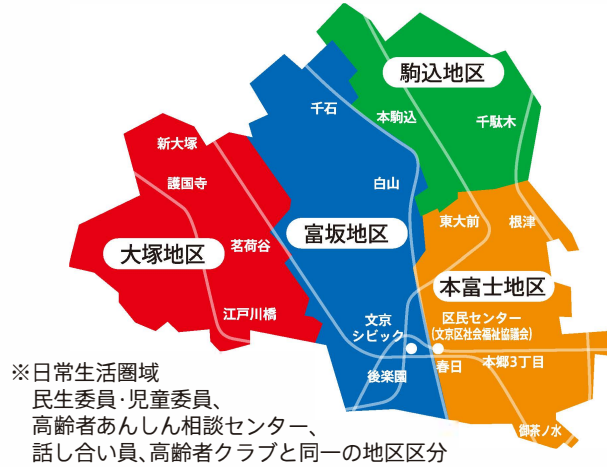 駒込地区
千石
本駒込
千駄木
新大塚
護国寺
白山
東大前
根津
富坂地区
茗荷谷
大塚地区
本富士地区
江戸川橋
文京
シビック
区民センター
(文京区社会福祉協議会)
本郷3丁目
春日
後楽園
御茶ノ水
※日常生活圏域
民生委員･児童委員、
高齢者あんしん相談センター、
話し合い員、高齢者クラブと同一の地区区分